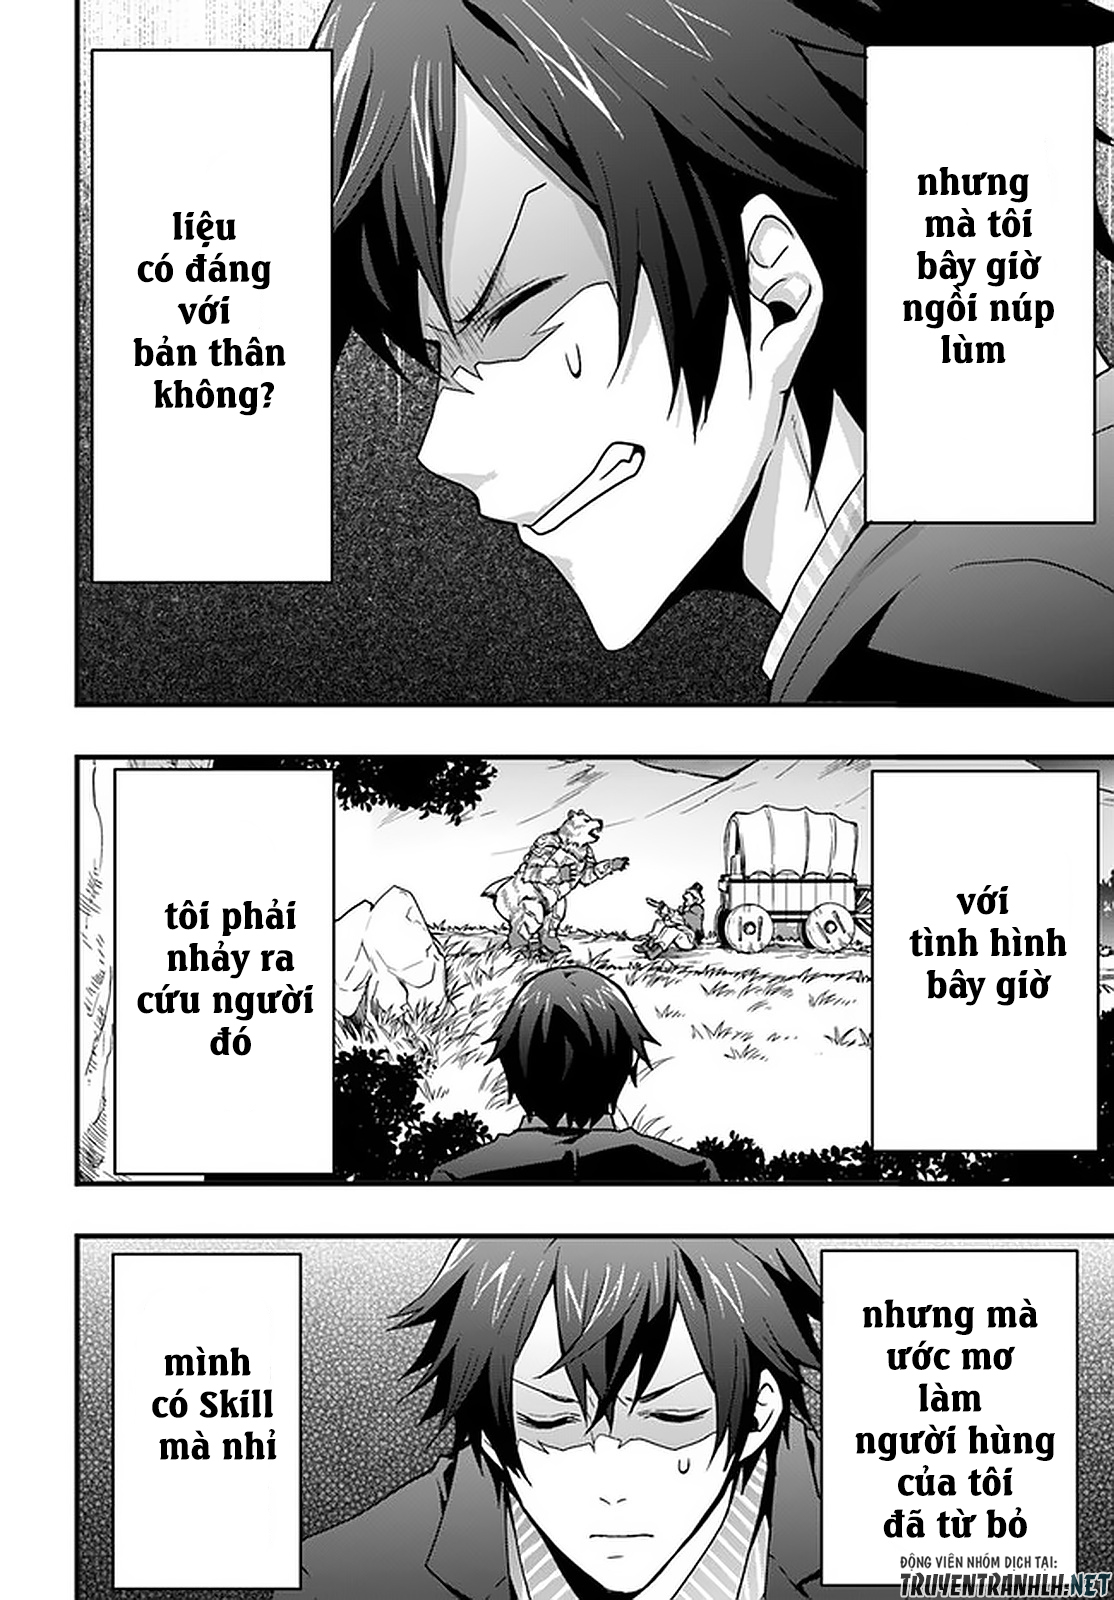 nhưng
mà tôi
bây giờ
ngồi núp
lùm
liệu
có đáng
với
bản thân
không?
với
tình hình
bây giờ
tôi phải
nhảy ra
cứu người
đó
nhưng mà
ước mơ
làm
người hùng
của tôi
đã từ bỏ
mình
có Skill
mà nhỉ
ĐỘNG VIÊN NHÓM DỊCH TẠI:
TRUYENTRANHLH.NET